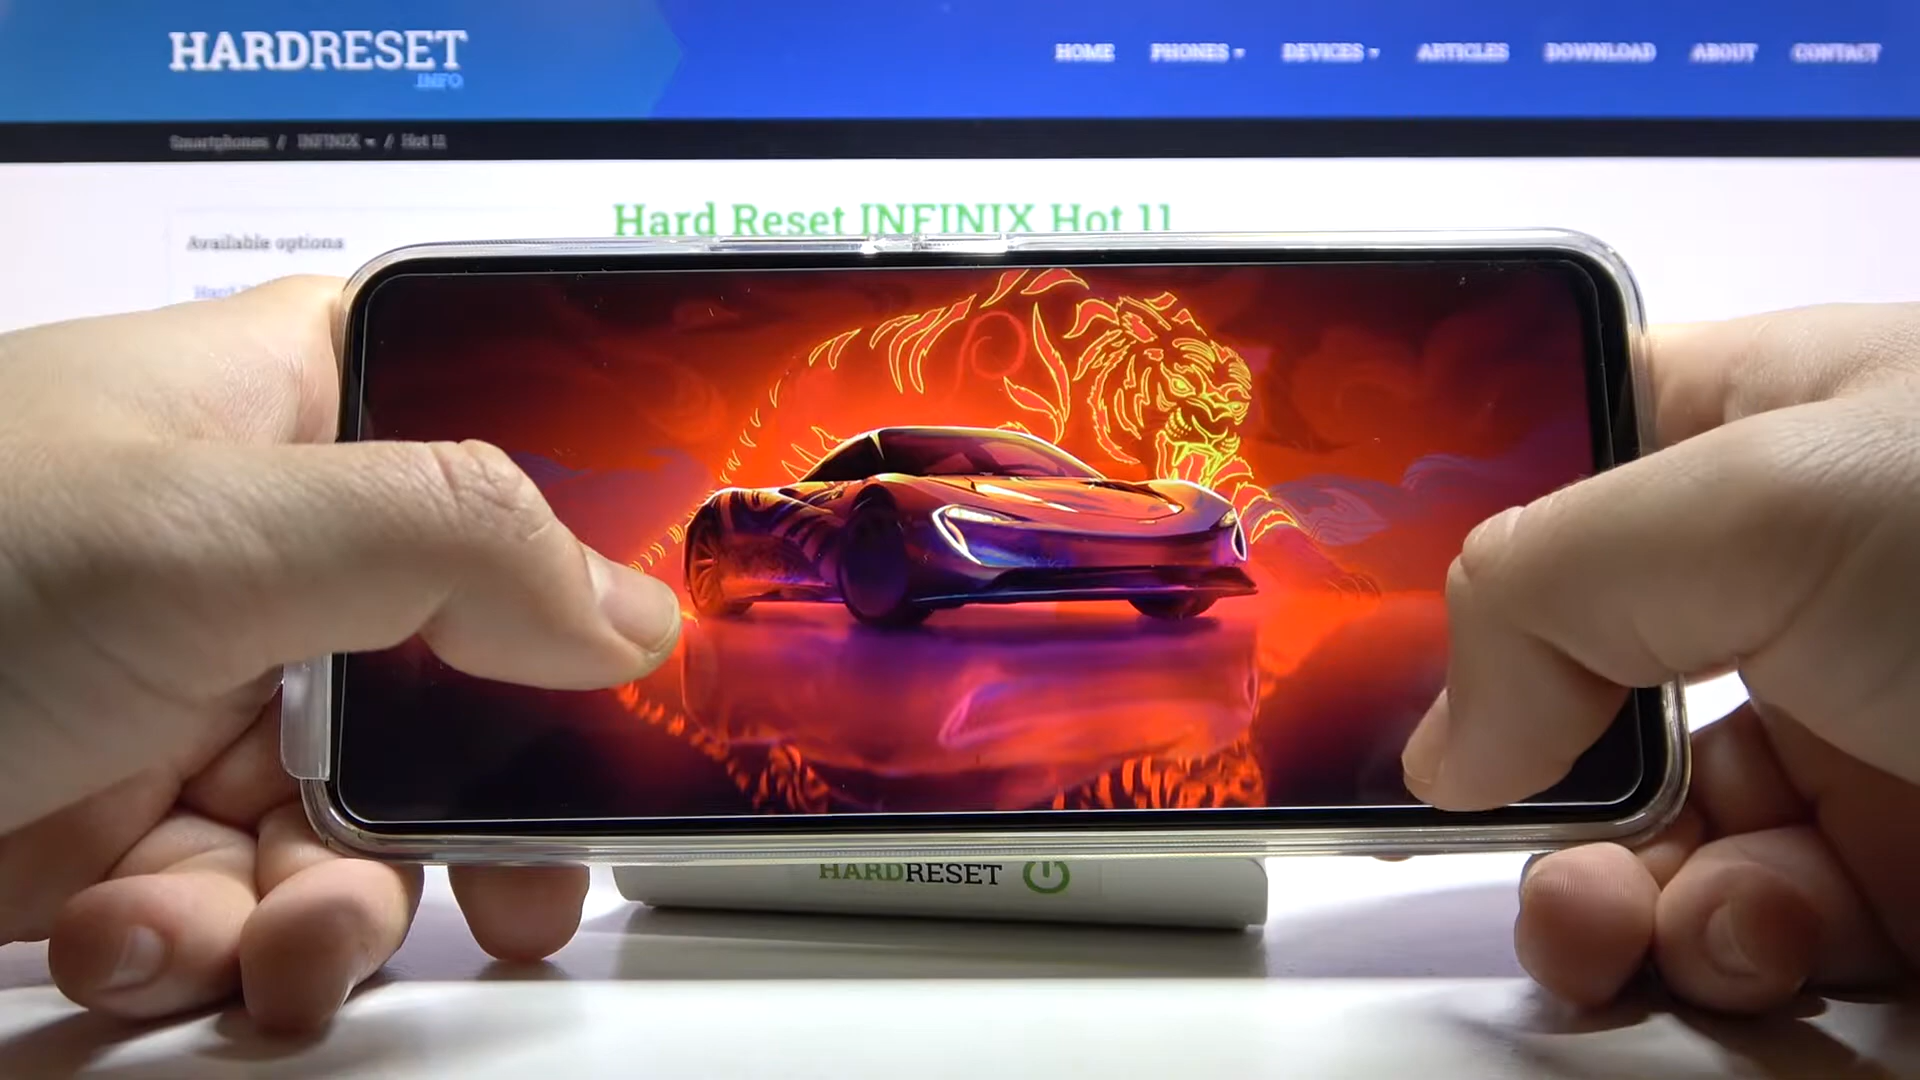 HARDRESET
.INFO
HOME PHONES DEVICES ARTICLES DOWNLOAD ABOUT CONTACT
Smartphones / INFINIX / Hot 11
Hard Reset INFINIX Hot 11
Available options
Hard
HARDRESET